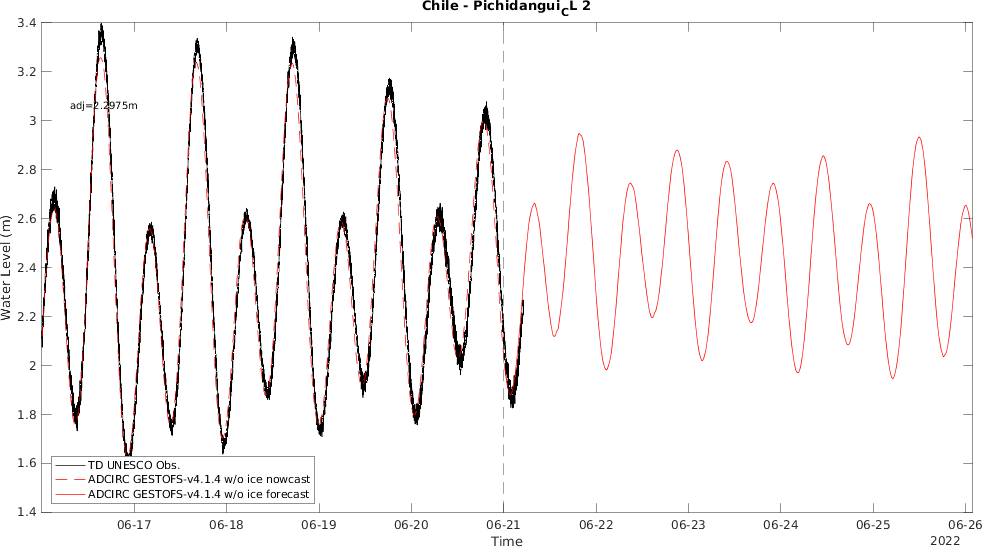 Chile - Pichidangui_CL 2
3.4
3.2
3
2.8
2.6
2.4
2.2
2
1.8
1.6
1.4
Water Level (m)
adj=2.2975m
TD UNESCO Obs.
ADCIRC GESTOFS-v4.1.4 w/o ice nowcast
ADCIRC GESTOFS-v4.1.4 w/o ice forecast
06-17 06-18 06-19 06-20 06-21 06-22 06-23 06-24 06-25 06-26
Time
2022